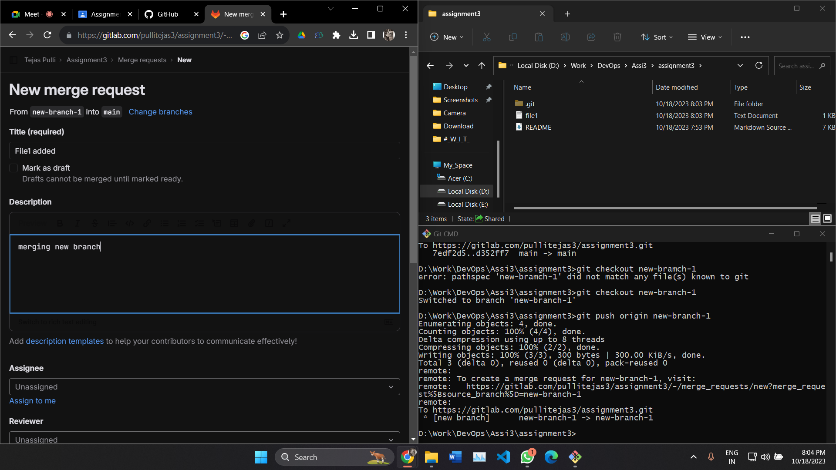 Meet
Assignme
GitHub
New merg
https://gitlab.com/pullitejas3/assignment3/-...
Tejas Pulli
Assignment3
Merge requests
New
New merge request
From new-branch-1 into main Change branches
Title (required)
File1 added
Mark as draft
Drafts cannot be merged until marked ready.
Description
merging new branch
Add description templates to help your contributors to communicate effectively!
Assignee
Unassigned
Assign to me
Reviewer
Unassigned
assignment3
New
Sort
View
Local Disk (D:) > Work > DevOps > Assi3 > assignment3 >
Desktop
Screenshots
Camera
Download
#_W_I_T_
My_Space
Acer (C:)
Local Disk (D:)
Local Disk (E:)
Name Date modified Type Size
.git 10/18/2023 8:03 PM File folder
file1 10/18/2023 8:03 PM Text Document 1 KB
README 10/18/2023 7:53 PM Markdown Source ... 7 KB
3 items State: Shared
Git CMD
To https://gitlab.com/pullitejas3/assignment3.git
7edf2d5..d352ff7 main -> main
D:\Work\DevOps\Assi3\assignment3>git checkout new-bramch-1
error: pathspec 'new-bramch-1' did not match any file(s) known to git
D:\Work\DevOps\Assi3\assignment3>git checkout new-branch-1
Switched to branch 'new-branch-1'
D:\Work\DevOps\Assi3\assignment3>git push origin new-branch-1
Enumerating objects: 4, done.
Counting objects: 100% (4/4), done.
Delta compression using up to 8 threads
Compressing objects: 100% (2/2), done.
Writing objects: 100% (3/3), 300 bytes | 300.00 KiB/s, done.
Total 3 (delta 0), reused 0 (delta 0), pack-reused 0
remote:
remote: To create a merge request for new-branch-1, visit:
remote:   https://gitlab.com/pullitejas3/assignment3/-/merge_requests/new?merge_reque
st%5Bsource_branch%5D=new-branch-1
remote:
To https://gitlab.com/pullitejas3/assignment3.git
* [new branch] new-branch-1 -> new-branch-1
D:\Work\DevOps\Assi3\assignment3>
Search
ENG
IN
8:04 PM
10/18/2023